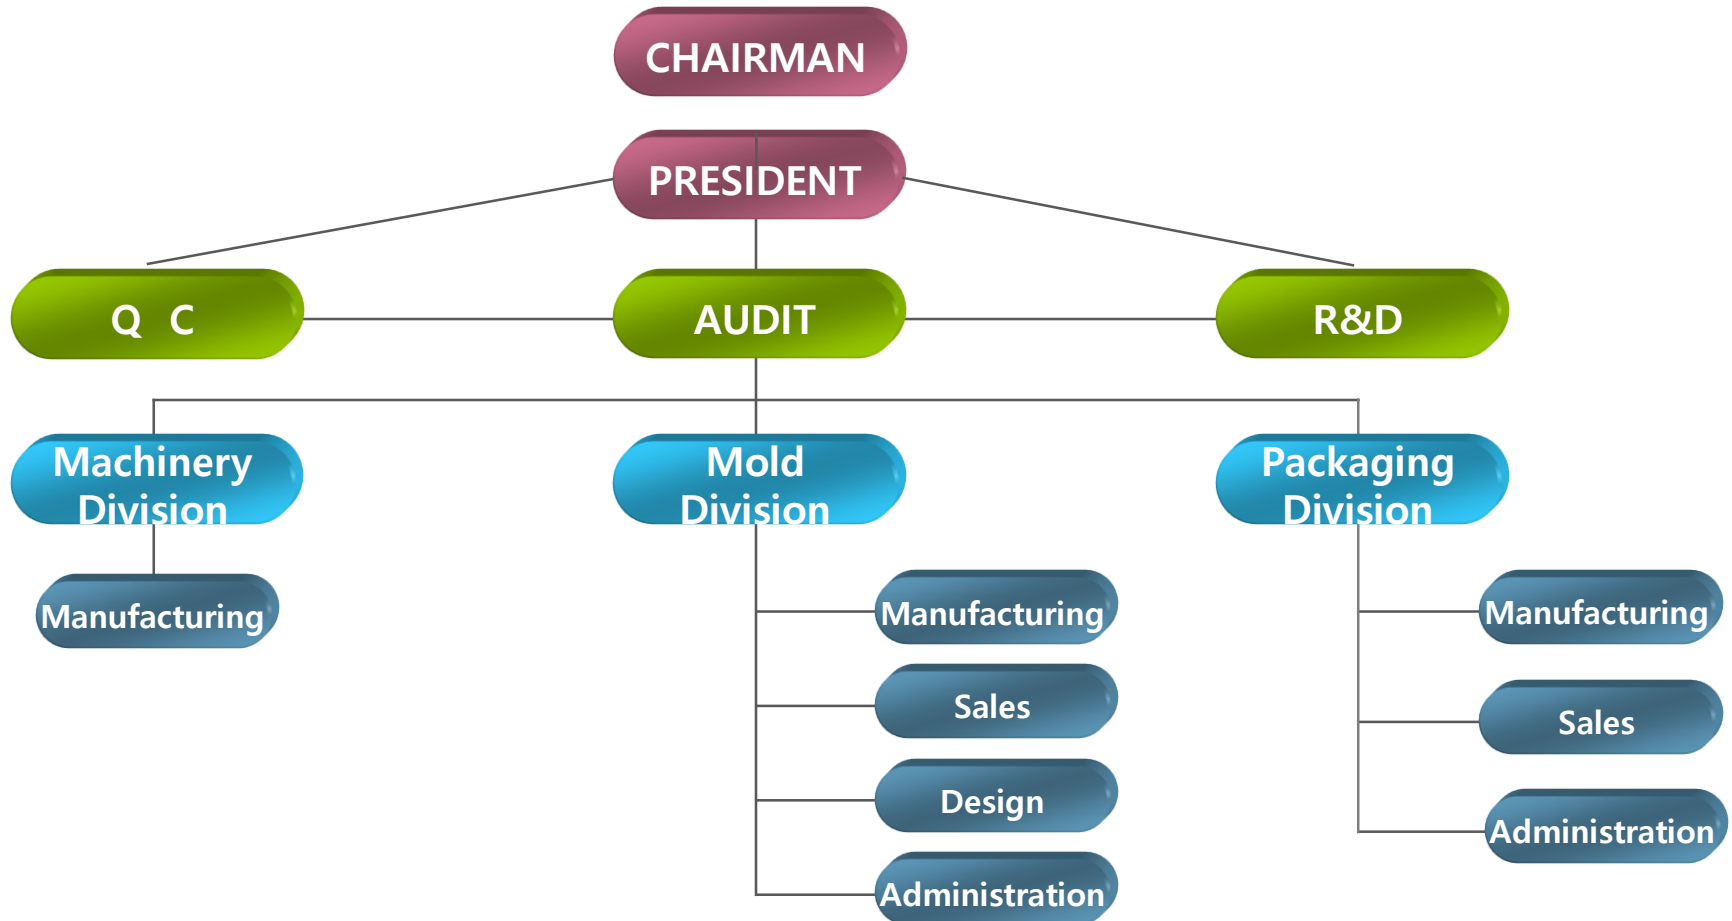 CHAIRMAN
PRESIDENT
Q C
AUDIT
R&D
Machinery
Division
Mold
Division
Packaging
Division
Manufacturing
Manufacturing
Sales
Design
Administration
Manufacturing
Sales
Administration